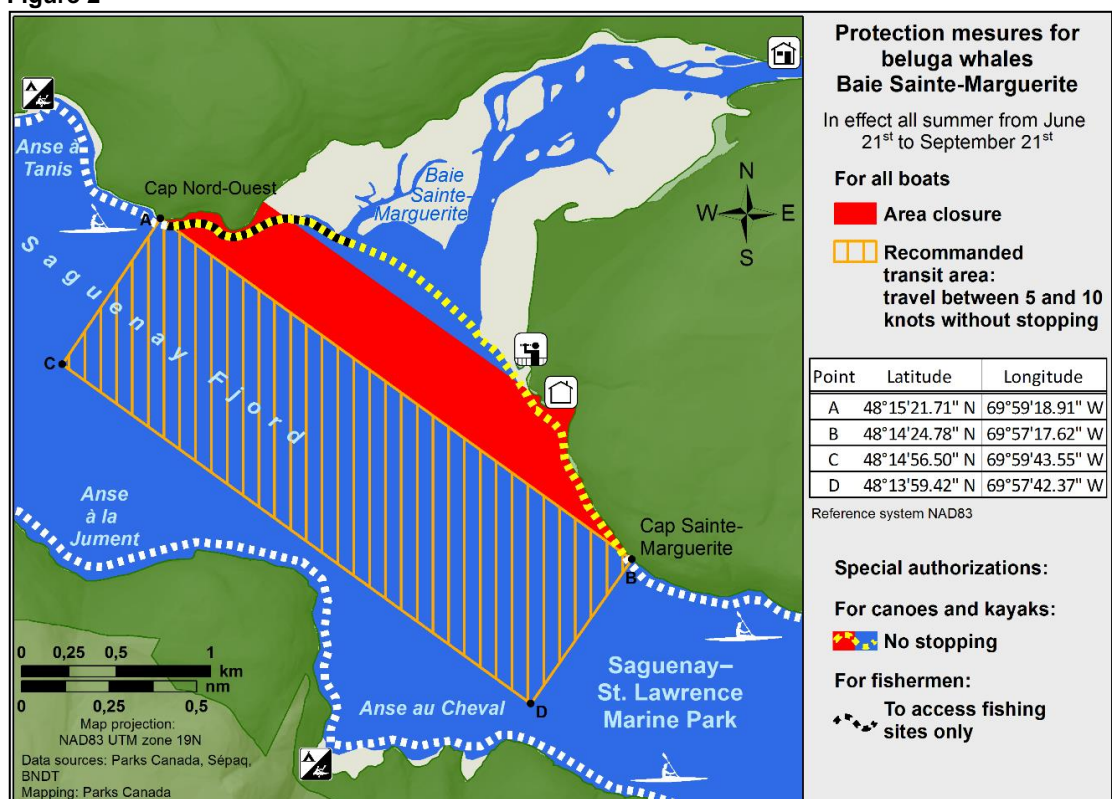 Figure 2
Anse à
Tanis
Cap Nord-Ouest
Baie
Sainte-
Marguerite
N
W E
S
A
C
Saguenay Fjord
Anse
à la
Jument
Cap Sainte-
Marguerite
B
D
Anse au Cheval
Saguenay–
St. Lawrence
Marine Park
0 0,25 0,5 1
km
nm
0 0,25 0,5
Map projection:
NAD83 UTM zone 19N
Data sources: Parks Canada, Sépaq,
BNDT
Mapping: Parks Canada
Protection mesures for
beluga whales
Baie Sainte-Marguerite
In effect all summer from June
21st to September 21st
For all boats
Area closure
Recommanded
transit area:
travel between 5 and 10
knots without stopping
Point Latitude Longitude
A 48°15'21.71" N 69°59'18.91" W
B 48°14'24.78" N 69°57'17.62" W
C 48°14'56.50" N 69°59'43.55" W
D 48°13'59.42" N 69°57'42.37" W
Reference system NAD83
Special authorizations:
For canoes and kayaks:
No stopping
For fishermen:
To access fishing
sites only